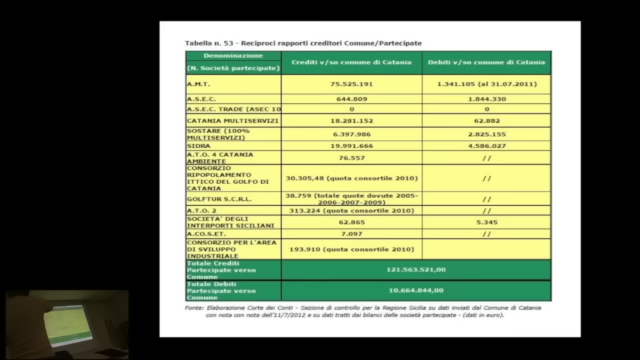 Tabella n. 53 - Reciproci rapporti creditori Comune/Partecipate
Denominazione
(N. Società partecipate)
Crediti v/so comune di Catania
Debiti v/so comune di Catania
A.M.T. 75.525.191 1.341.105 (al 31.07.2011)
A.S.E.C. 644.809 1.844.330
A.S.E.C. TRADE (ASEC 10 0 0
CATANIA MULTISERVIZI 18.281.152 62.882
SOSTARE (100%
MULTISERVIZI) 6.397.986 2.825.155
SIDRA 19.991.666 4.586.027
A.T.O. 4 CATANIA
AMBIENTE 76.557 //
CONSORZIO
RIPOPOLAMENTO
ITTICO DEL GOLFO DI
CATANIA 30.305,48 (quota consortile 2010) //
GOLFTUR S.C.R.L. 38.759 (totale quote dovute 2005-
2006-2007-2009) //
A.T.O. 2 313.224 (quota consortile 2010) //
SOCIETA' DEGLI
INTERPORTI SICILIANI 62.865 5.345
A.CO.S.ET. 7.097 //
CONSORZIO PER L'AREA
DI SVILUPPO
INDUSTRIALE 193.910 (quota consortile 2010)
Totale Crediti
Partecipate verso
Comune 121.563.521,00
Totale Debiti
Partecipate verso
Comune 10.664.844,00
Fonte: Elaborazione Corte dei Conti - Sezione di controllo per la Regione Sicilia su dati inviati dal Comune di Catania
con nota con nota dell'11/7/2012 e su dati tratti dai bilanci delle società partecipate - (dati in euro).